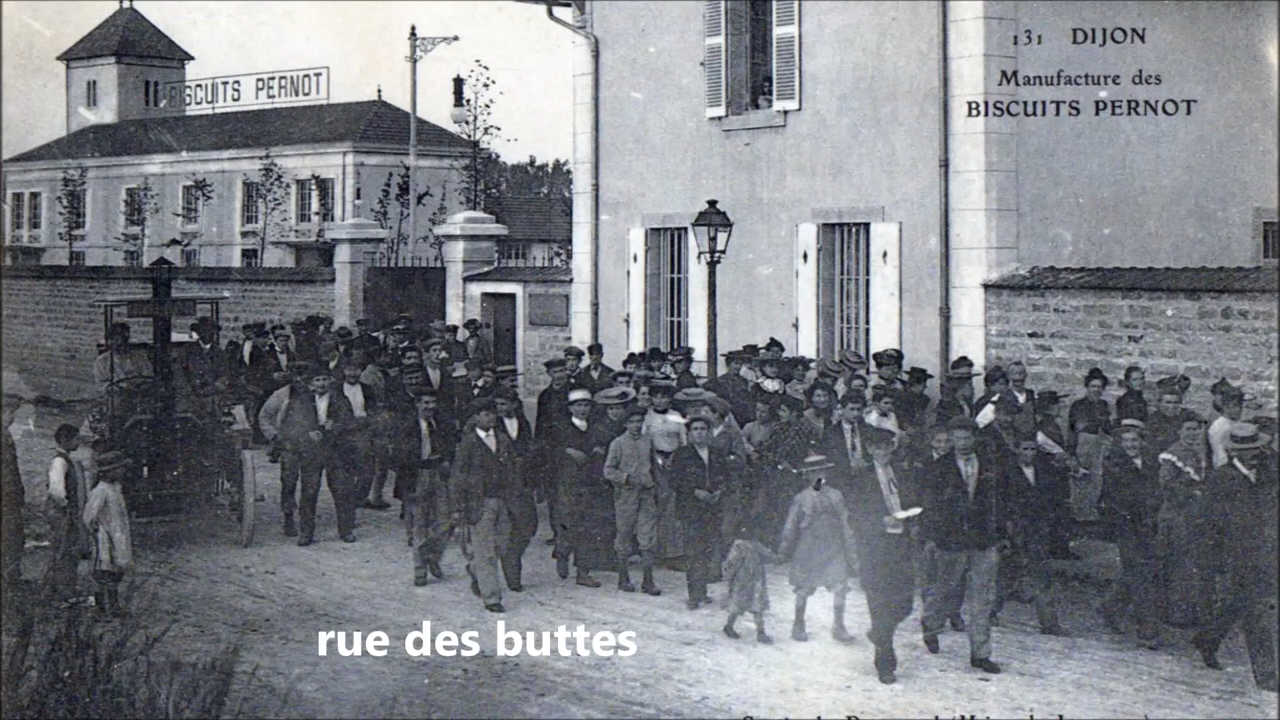 BISCUITS PERNOT
131 DIJON
Manufacture des
BISCUITS PERNOT
rue des buttes